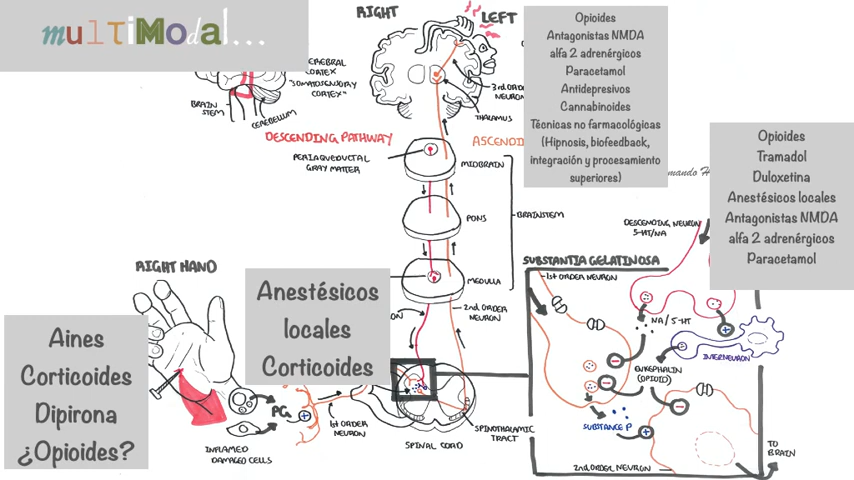 multiModal...
RIGHT
LEFT
CEREBRAL
CORTEX
"SOMATOSENSORY
CORTEX"
BRAIN
STEM
CEREBELLUM
3rd ORDER
NEURON
THALAMUS
Opioides
Antagonistas NMDA
alfa 2 adrenérgicos
Paracetamol
Antidepresivos
Cannabinoides
Técnicas no farmacológicas
(Hipnosis, biofeedback,
integración y procesamiento
superiores)
DESCENDING PATHWAY
PERIAQUEDUCTAL
GRAY MATTER
MIDBRAIN
PONS
BRAINSTEM
MEDULLA
2nd ORDER
NEURON
Opioides
Tramadol
Duloxetina
Anestésicos locales
Antagonistas NMDA
alfa 2 adrenérgicos
Paracetamol
DESCENDING NEURON
5-HT/NA
SUBSTANTIA GELATINOSA
1st ORDER NEURON
NA/5-HT
INTERNEURON
ENKEPHALIN
(OPIOID)
SUBSTANCE P
2nd ORDER NEURON
TO
BRAIN
RIGHT HAND
Anestésicos
locales
Corticoides
Aines
Corticoides
Dipirona
¿Opioides?
PG
1st ORDER
NEURON
INFLAMED
DAMAGED CELLS
SPINAL CORD
SPINOTHALAMIC
TRACT